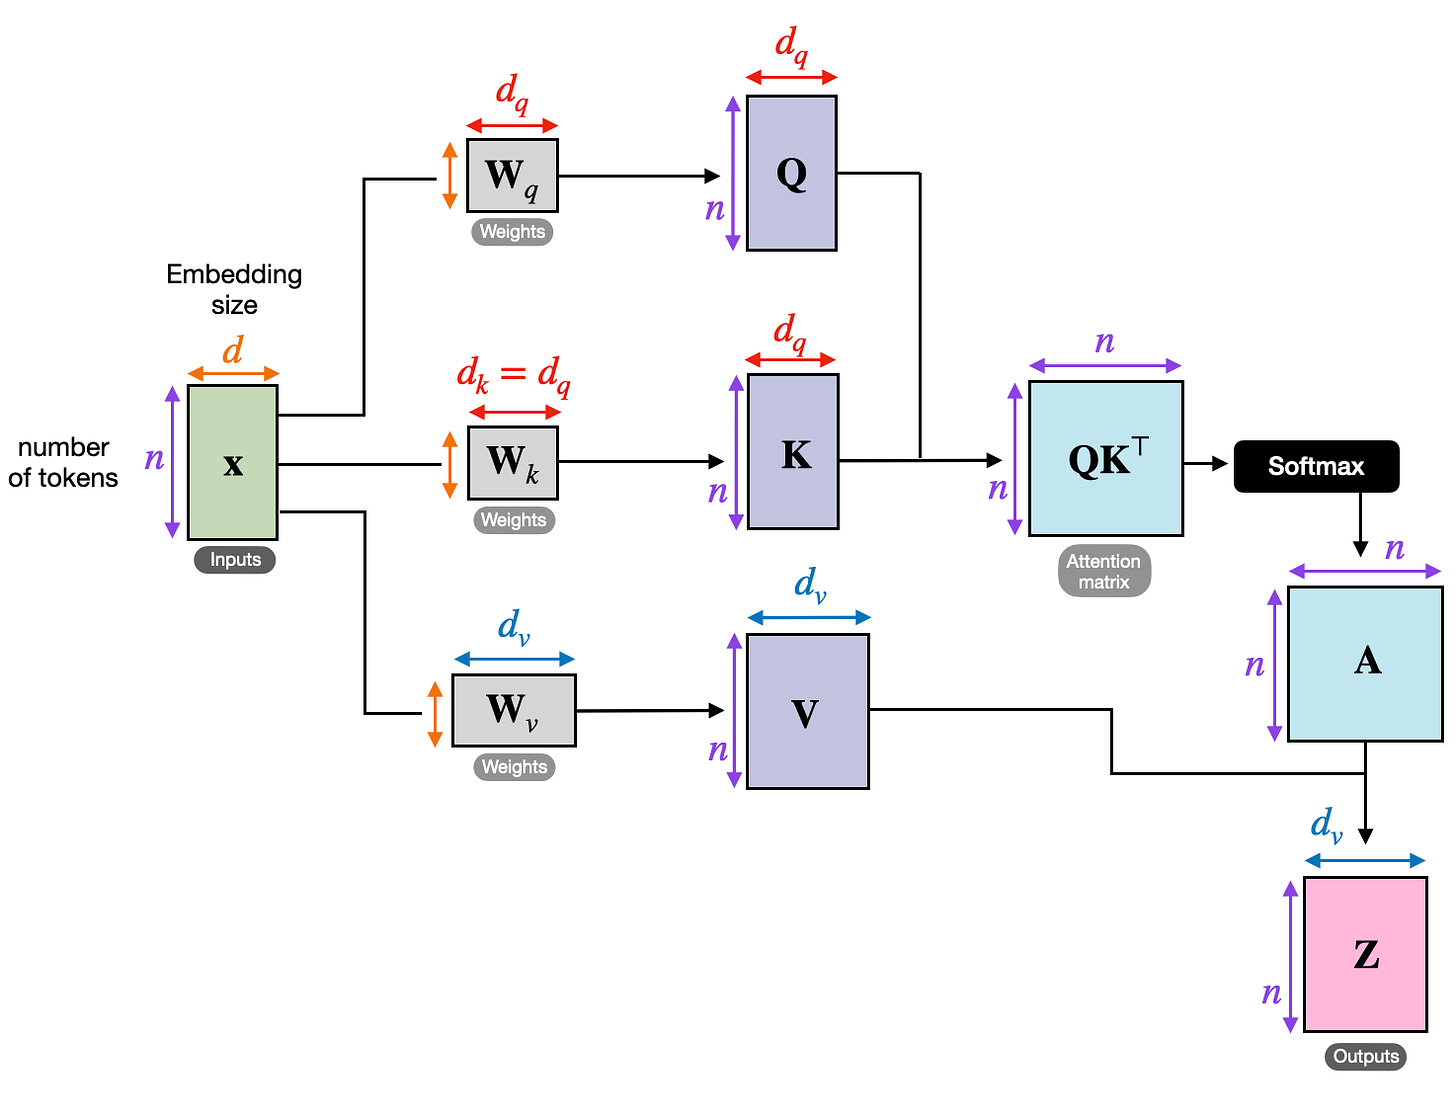 d_q
d_q
W_q
Weights
Q
n
Embedding
size
d
n
x
Inputs
number
of tokens
d_k = d_q
W_k
Weights
d_q
K
n
n
n
QK^⊤
Attention
matrix
Softmax
n
n
A
d_v
W_v
Weights
d_v
V
n
d_v
n
Z
Outputs